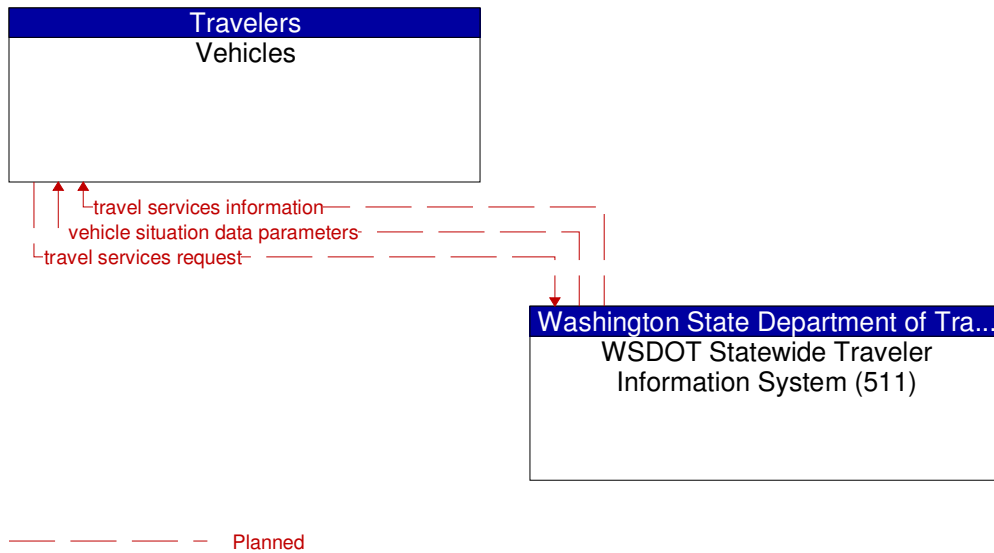 Travelers
Vehicles
travel services information
vehicle situation data parameters
travel services request
Washington State Department of Tra...
WSDOT Statewide Traveler
Information System (511)
Planned